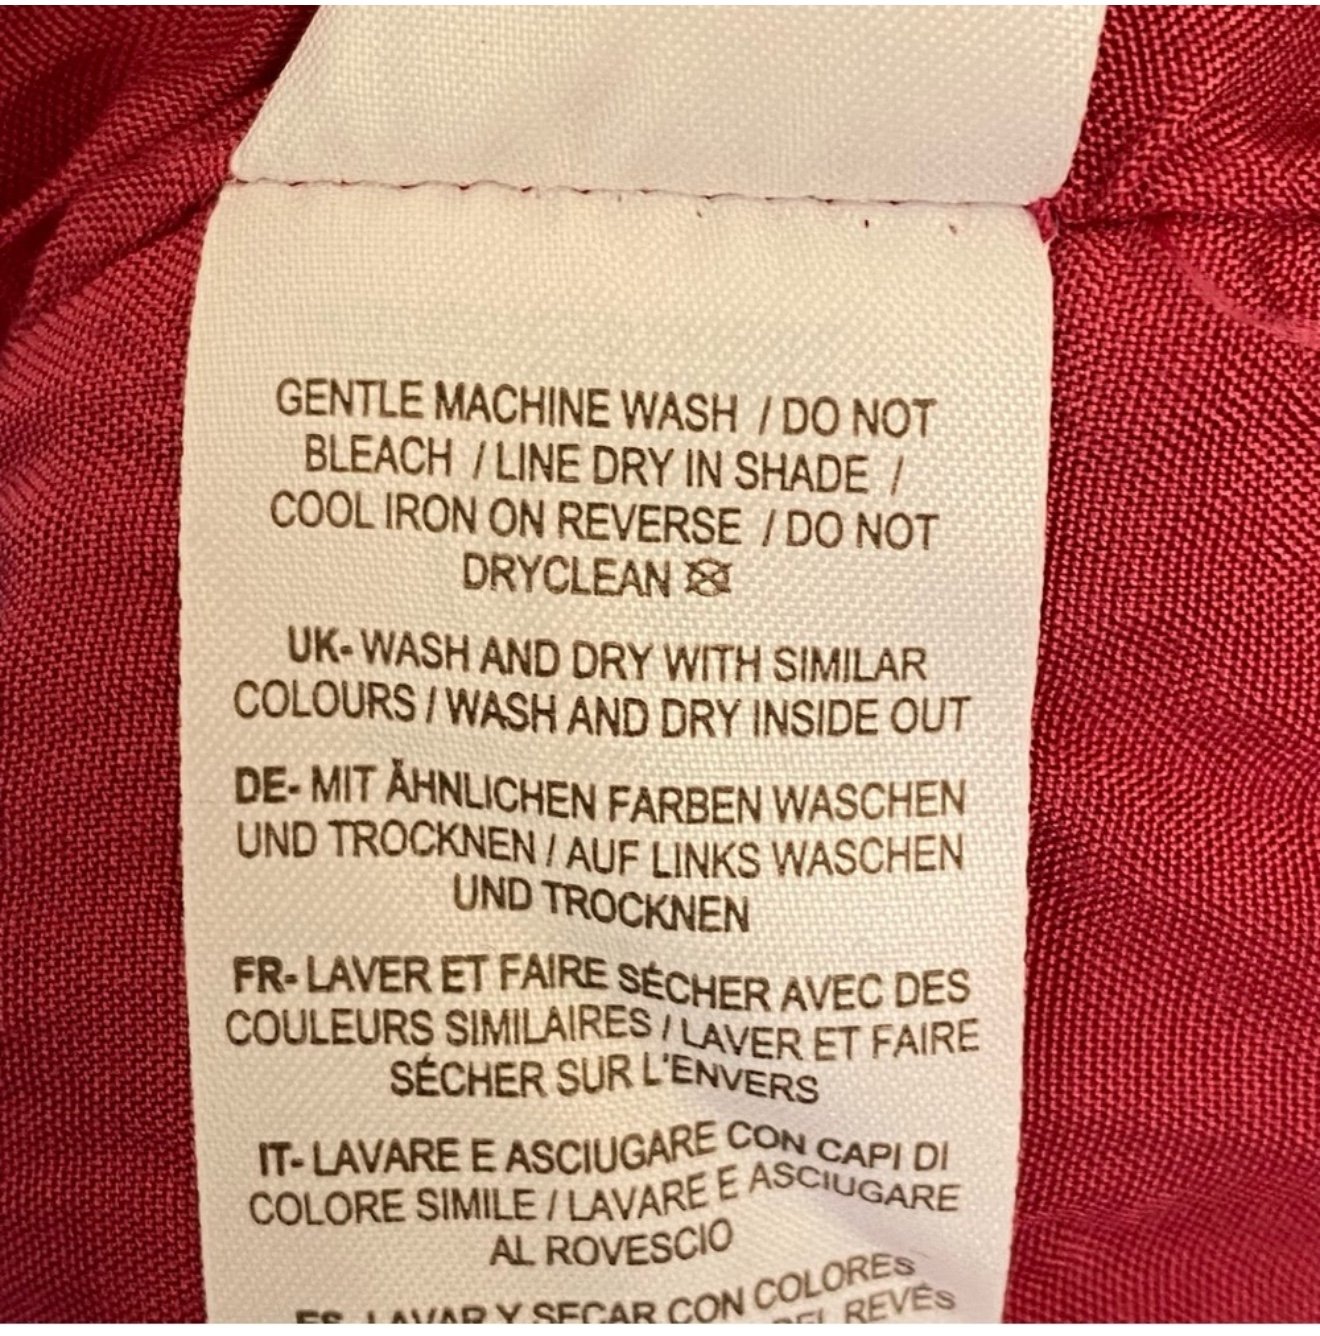 GENTLE MACHINE WASH / DO NOT
BLEACH / LINE DRY IN SHADE /
COOL IRON ON REVERSE / DO NOT
DRYCLEAN
UK- WASH AND DRY WITH SIMILAR
COLOURS / WASH AND DRY INSIDE OUT
DE- MIT ÄHNLICHEN FARBEN WASCHEN
UND TROCKNEN / AUF LINKS WASCHEN
UND TROCKNEN
FR- LAVER ET FAIRE SÉCHER AVEC DES
COULEURS SIMILAIRES / LAVER ET FAIRE
SÉCHER SUR L'ENVERS
IT- LAVARE E ASCIUGARE CON CAPI DI
COLORE SIMILE / LAVARE E ASCIUGARE
AL ROVESCIO
ES- LAVAR Y SECAR CON COLORES
DEL REVÉS